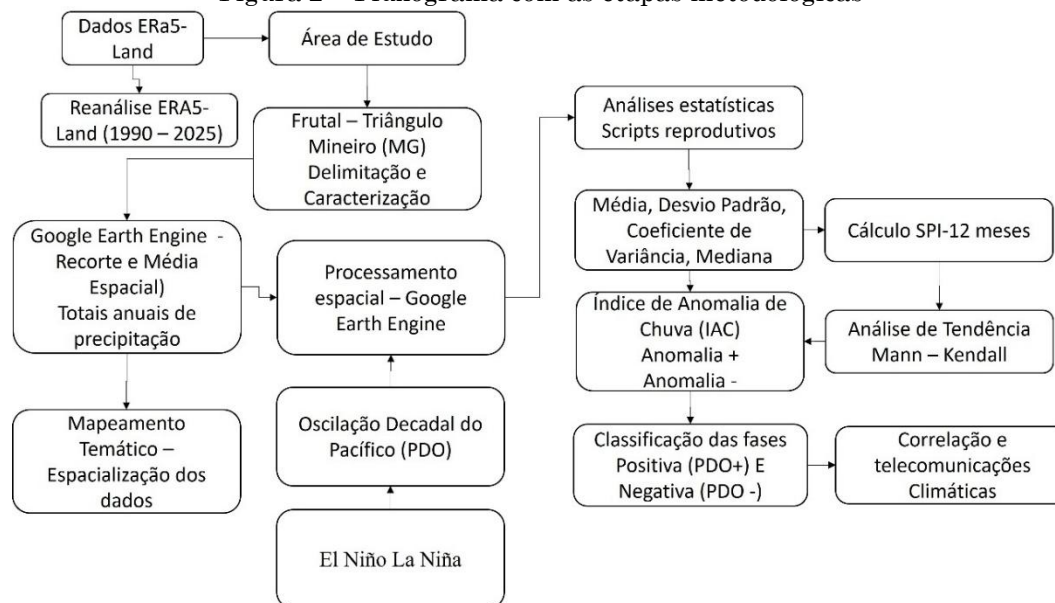 Figura 2 – Fluxograma com as etapas metodológicas
Dados ERa5-
Land
Área de Estudo
Reanálise ERA5-
Land (1990 – 2025)
Frutal – Triângulo
Mineiro (MG)
Delimitação e
Caracterização
Google Earth Engine -
Recorte e Média
Espacial)
Totais anuais de
precipitação
Mapeamento
Temático –
Espacialização dos
dados
Processamento
espacial – Google
Earth Engine
Oscilação Decadal do
Pacífico (PDO)
El Niño La Niña
Análises estatísticas
Scripts reprodutivos
Média, Desvio Padrão,
Coeficiente de
Variância, Mediana
Cálculo SPI-12 meses
Índice de Anomalia de
Chuva (IAC)
Anomalia +
Anomalia -
Análise de Tendência
Mann – Kendall
Classificação das fases
Positiva (PDO+) E
Negativa (PDO -)
Correlação e
telecomunicações
Climáticas